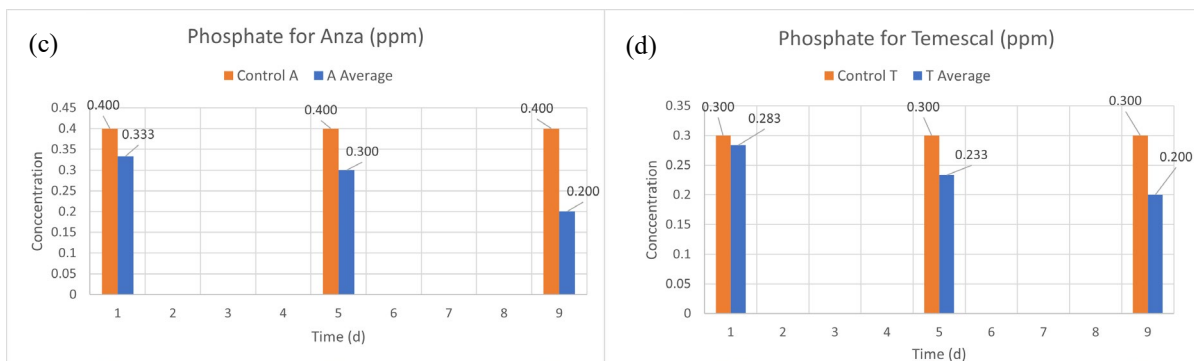 (c)
Phosphate for Anza (ppm)
Control A A Average
Conccentration
0.45
0.4
0.35
0.3
0.25
0.2
0.15
0.1
0.05
0
0.400
0.333
0.400
0.300
0.400
0.200
1 2 3 4 5 6 7 8 9
Time (d)
(d)
Phosphate for Temescal (ppm)
Control T T Average
Conccentration
0.35
0.3
0.25
0.2
0.15
0.1
0.05
0
0.300
0.283
0.300
0.233
0.300
0.200
1 2 3 4 5 6 7 8 9
Time (d)